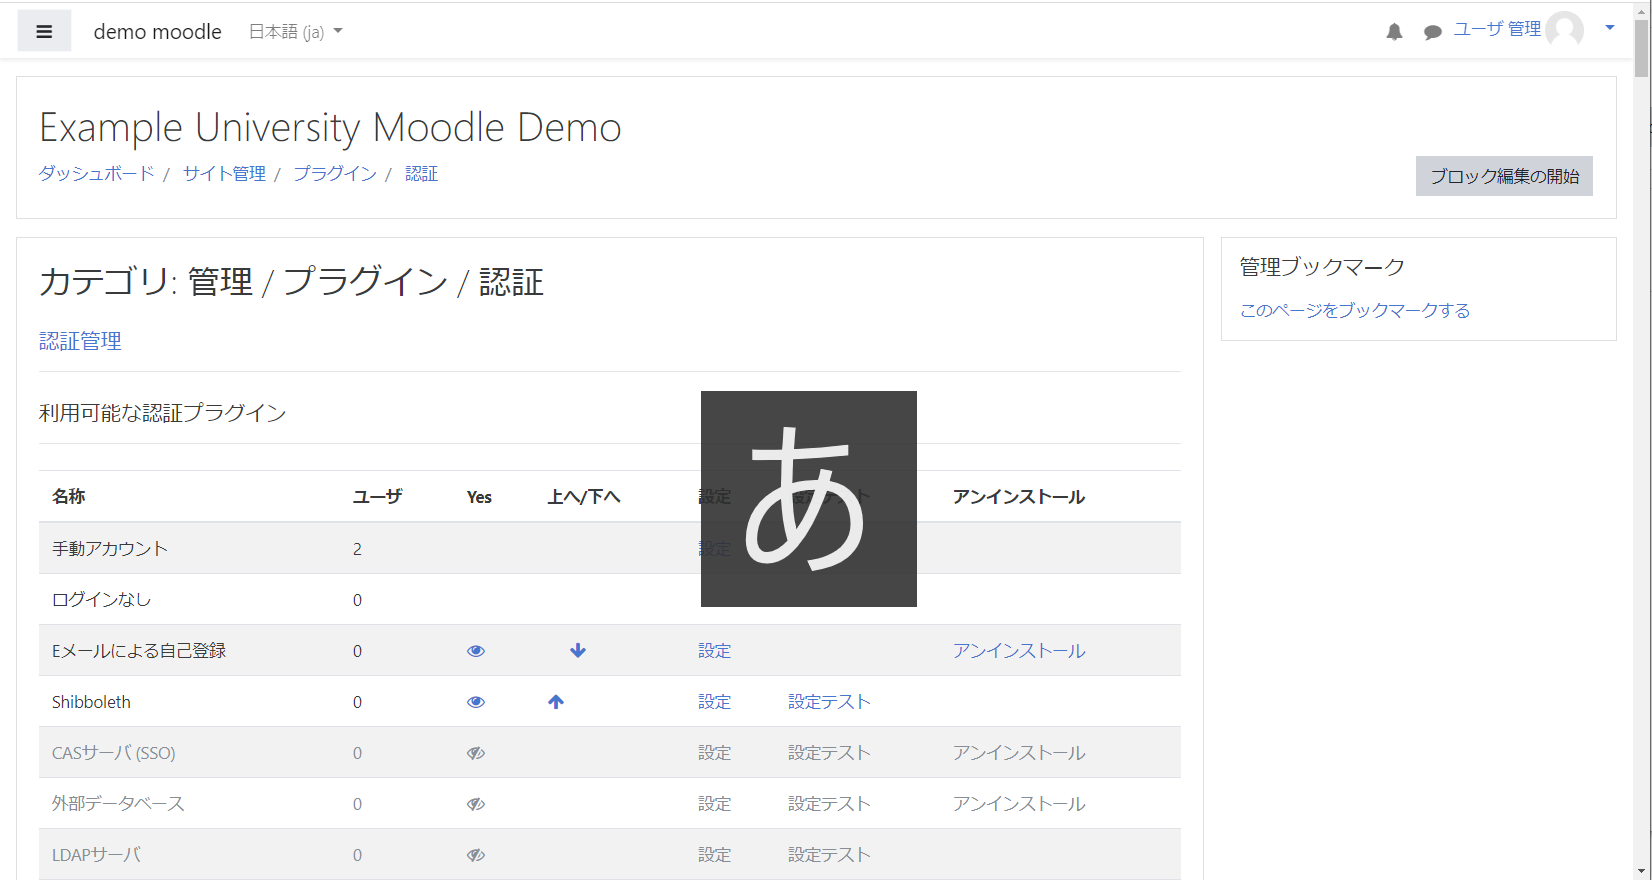 demo moodle 日本語 (ja) ユーザ 管理
Example University Moodle Demo
ダッシュボード / サイト管理 / プラグイン / 認証
ブロック編集の開始
カテゴリ: 管理 / プラグイン / 認証
認証管理
利用可能な認証プラグイン
名称 ユーザ Yes 上へ/下へ 設定 設定テスト アンインストール
手動アカウント 2 設定
ログインなし 0
Eメールによる自己登録 0 設定 アンインストール
Shibboleth 0 設定 設定テスト
CASサーバ (SSO) 0 設定 設定テスト アンインストール
外部データベース 0 設定 設定テスト アンインストール
LDAPサーバ 0 設定 設定テスト
あ
管理ブックマーク
このページをブックマークする